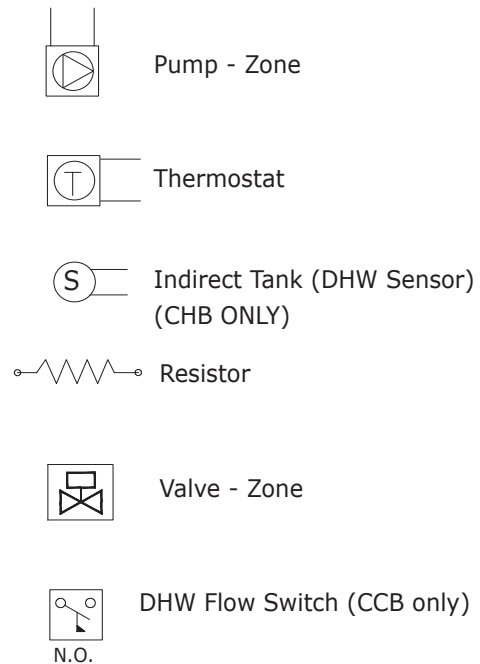 Pump - Zone
T
Thermostat
S
Indirect Tank (DHW Sensor)
(CHB ONLY)
Resistor
Valve - Zone
DHW Flow Switch (CCB only)
N.O.